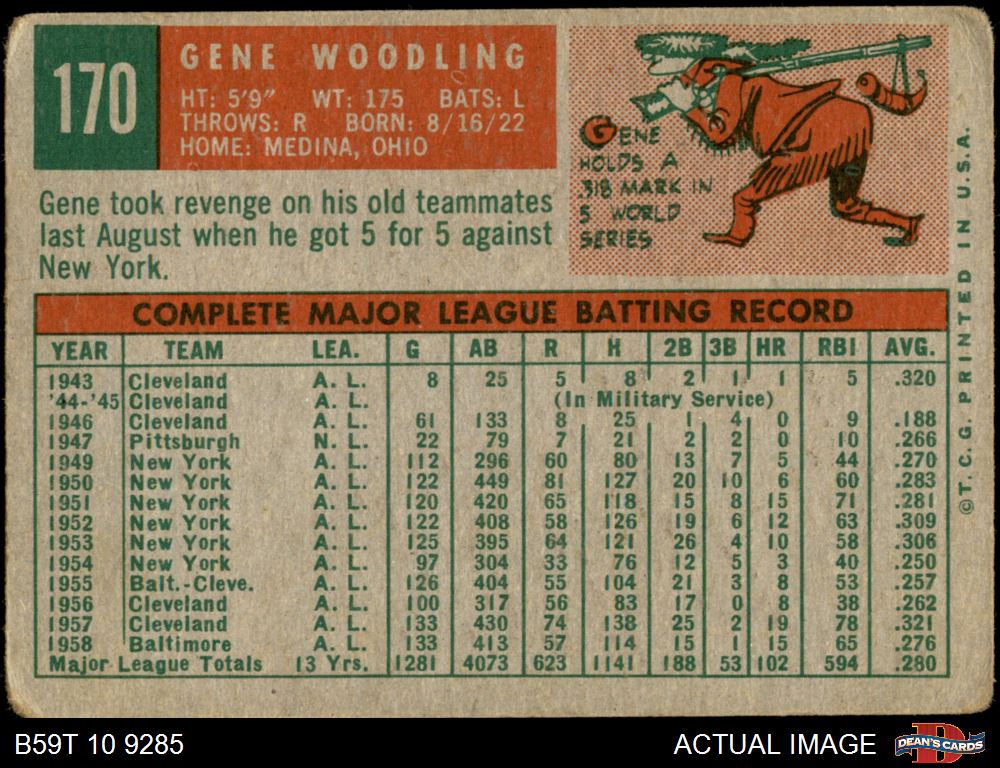 170
GENE WOODLING
HT: 5'9" WT: 175 BATS: L
THROWS: R BORN: 8/16/22
HOME: MEDINA, OHIO
Gene took revenge on his old teammates
last August when he got 5 for 5 against
New York.
GENE
HOLDS A
.318 MARK IN
5 WORLD
SERIES
COMPLETE MAJOR LEAGUE BATTING RECORD
YEAR TEAM LEA. G AB R H 2B 3B HR RBI AVG.
1943 Cleveland A. L. 8 25 5 8 2 1 1 5 .320
'44-'45 Cleveland A. L. (In Military Service)
1946 Cleveland A. L. 61 133 8 25 1 4 0 9 .188
1947 Pittsburgh N. L. 22 79 7 21 2 2 0 10 .266
1949 New York A. L. 112 296 60 80 13 7 5 44 .270
1950 New York A. L. 122 449 81 127 20 10 6 60 .283
1951 New York A. L. 120 420 65 118 15 8 15 71 .281
1952 New York A. L. 122 408 58 126 19 6 12 63 .309
1953 New York A. L. 125 395 64 121 26 4 10 58 .306
1954 New York A. L. 97 304 33 76 12 5 3 40 .250
1955 Balt.-Cleve. A. L. 126 404 55 104 21 3 8 53 .257
1956 Cleveland A. L. 100 317 56 83 17 0 8 38 .262
1957 Cleveland A. L. 133 430 74 138 25 2 19 78 .321
1958 Baltimore A. L. 133 413 57 114 15 1 15 65 .276
Major League Totals 13 Yrs. 1281 4073 623 1141 188 53 102 594 .280
©T. C. G. PRINTED IN U.S.A.
B59T 10 9285
ACTUAL IMAGE
D
DEAN'S CARDS